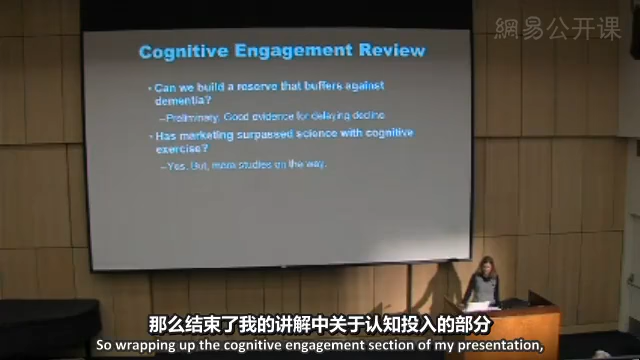 網易公开课
Cognitive Engagement Review
• Can we build a reserve that buffers against
dementia?
–Preliminary. Good evidence for delaying decline
• Has marketing surpassed science with cognitive
exercise?
–Yes. But, more studies on the way.
那么结束了我的讲解中关于认知投入的部分
So wrapping up the cognitive engagement section of my presentation,